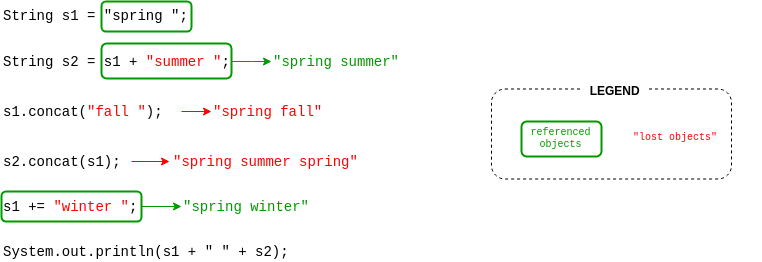 String s1 = "spring ";
String s2 = s1 + "summer "; "spring summer"
LEGEND
s1.concat("fall "); "spring fall"
referenced
objects
"lost objects"
s2.concat(s1); "spring summer spring"
s1 += "winter "; "spring winter"
System.out.println(s1 + " " + s2);